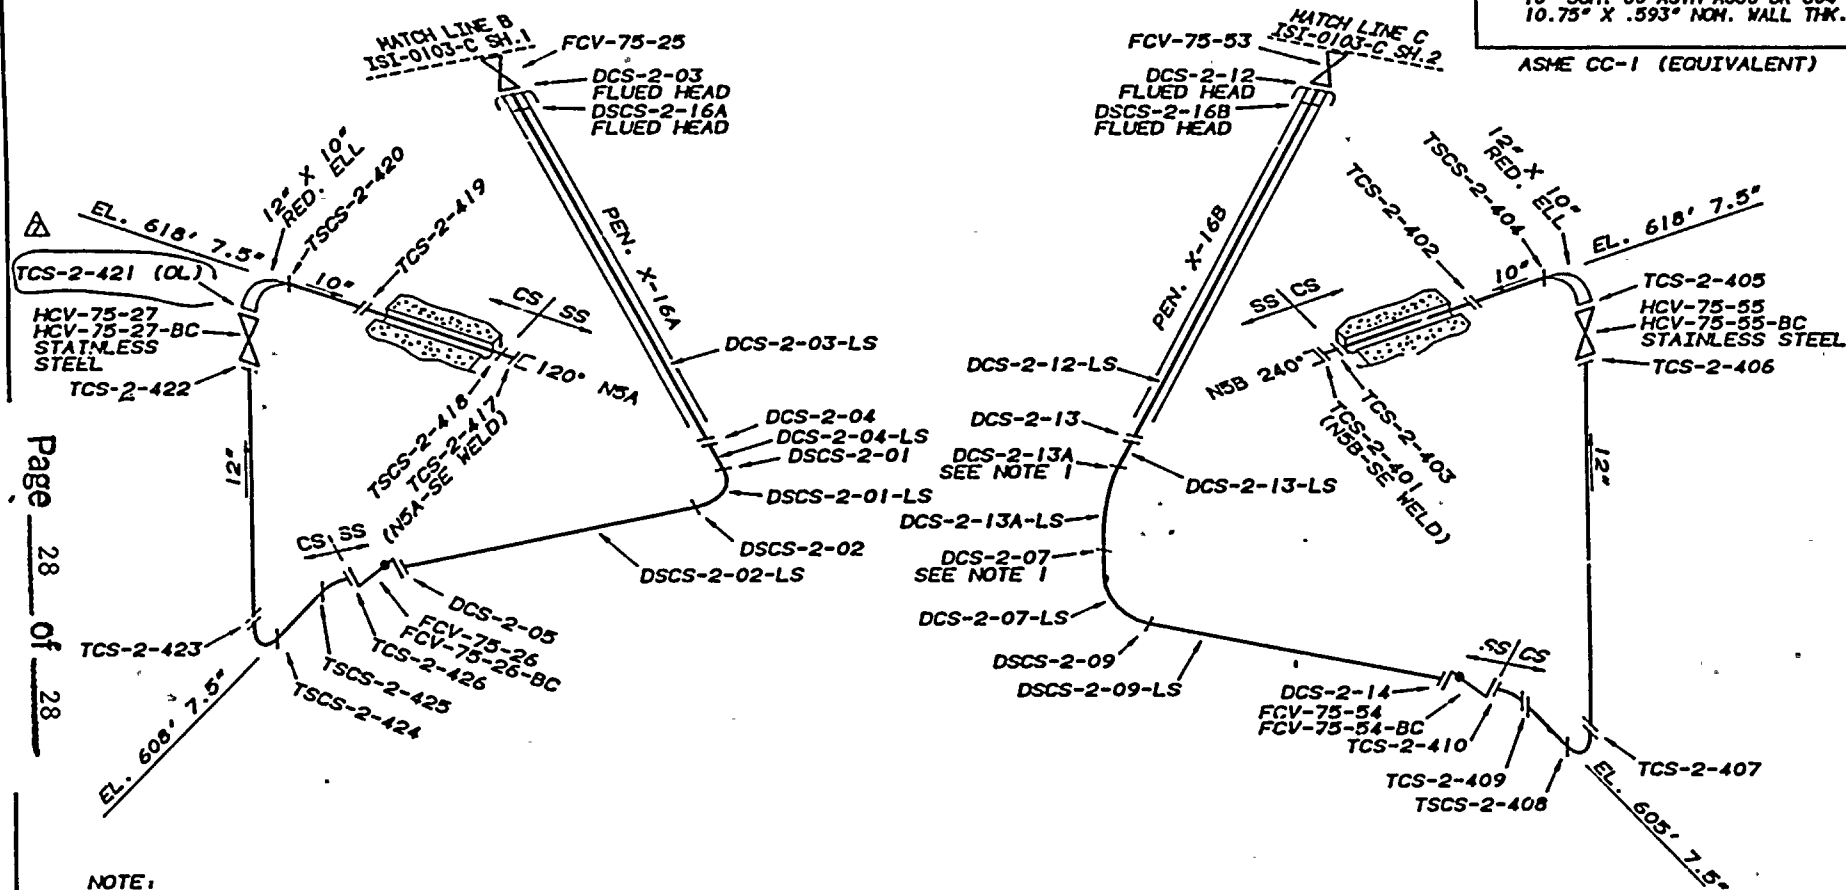 10.75" X .593" NOM. WALL THK.
ASME CC-1 (EQUIVALENT)
MATCH LINE B
ISI-0103-C SH.1
FCV-75-25
DCS-2-03
FLUED HEAD
DSCS-2-16A
FLUED HEAD
12" X 10"
RED. ELL
TSCS-2-420
TCS-2-419
EL. 618' 7.5"
TCS-2-421 (OL)
10"
HCV-75-27
HCV-75-27-BC
STAINLESS
STEEL
TCS-2-422
CS
SS
PEN. X-16A
120° N5A
DCS-2-03-LS
TSCS-2-418
TCS-2-417
(N5A-SE WELD)
DCS-2-04
DCS-2-04-LS
DSCS-2-01
DSCS-2-01-LS
DSCS-2-02
DSCS-2-02-LS
12"
CS
SS
DCS-2-05
FCV-75-26
FCV-75-26-BC
TCS-2-426
TSCS-2-425
TSCS-2-424
TCS-2-423
EL. 608' 7.5"
MATCH LINE C
ISI-0103-C SH.2
FCV-75-53
DCS-2-12
FLUED HEAD
DSCS-2-16B
FLUED HEAD
12" X 10"
RED. ELL
TSCS-2-404
TCS-2-402
EL. 618' 7.5"
10"
TCS-2-405
HCV-75-55
HCV-75-55-BC
STAINLESS STEEL
TCS-2-406
PEN. X-16B
SS
CS
N5B 240°
TCS-2-403
TCS-2-401
(N5B-SE WELD)
DCS-2-12-LS
DCS-2-13
DCS-2-13A
SEE NOTE 1
DCS-2-13-LS
DCS-2-13A-LS
DCS-2-07
SEE NOTE 1
DCS-2-07-LS
DSCS-2-09
DSCS-2-09-LS
12"
SS
CS
DCS-2-14
FCV-75-54
FCV-75-54-BC
TCS-2-410
TCS-2-409
TSCS-2-408
TCS-2-407
EL. 605' 7.5"
Page 28 of 28
NOTE: